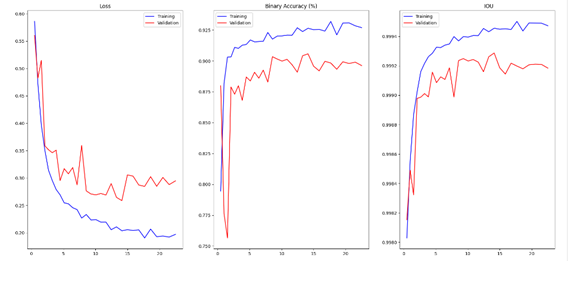 Loss
Training
Validation
0.60
0.55
0.50
0.45
0.40
0.35
0.30
0.25
0.20
0 5 10 15 20
Binary Accuracy (%)
Training
Validation
0.925
0.900
0.875
0.850
0.825
0.800
0.775
0.750
0 5 10 15 20
IOU
Training
Validation
0.9994
0.9992
0.9990
0.9988
0.9986
0.9984
0.9982
0.9980
0 5 10 15 20